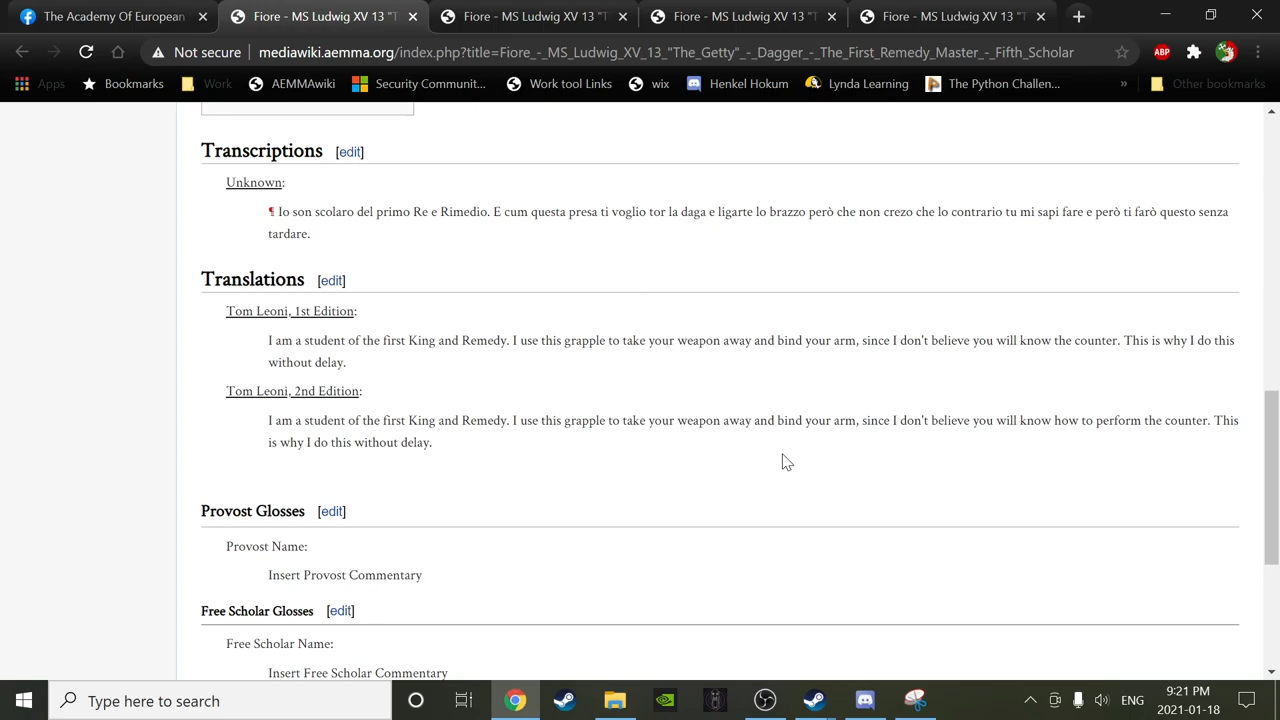 The Academy Of European
Fiore - MS Ludwig XV 13 "T
Fiore - MS Ludwig XV 13 "T
Fiore - MS Ludwig XV 13 "T
Fiore - MS Ludwig XV 13 "T
Not secure | mediawiki.aemma.org/index.php?title=Fiore_-_MS_Ludwig_XV_13_"The_Getty"_-_Dagger_-_The_First_Remedy_Master_-_Fifth_Scholar
ABP
Apps Bookmarks Work AEMMAwiki Security Communit... Work tool Links wix Henkel Hokum Lynda Learning The Python Challen... » Other bookmarks
Transcriptions [edit]
Unknown:
¶ Io son scolaro del primo Re e Rimedio. E cum questa presa ti voglio tor la daga e ligarte lo brazzo però che non crezo che lo contrario tu mi sapi fare e però ti farò questo senza
tardare.
Translations [edit]
Tom Leoni, 1st Edition:
I am a student of the first King and Remedy. I use this grapple to take your weapon away and bind your arm, since I don't believe you will know the counter. This is why I do this
without delay.
Tom Leoni, 2nd Edition:
I am a student of the first King and Remedy. I use this grapple to take your weapon away and bind your arm, since I don't believe you will know how to perform the counter. This
is why I do this without delay.
Provost Glosses [edit]
Provost Name:
Insert Provost Commentary
Free Scholar Glosses [edit]
Free Scholar Name:
Insert Free Scholar Commentary
Type here to search
ENG
9:21 PM
2021-01-18